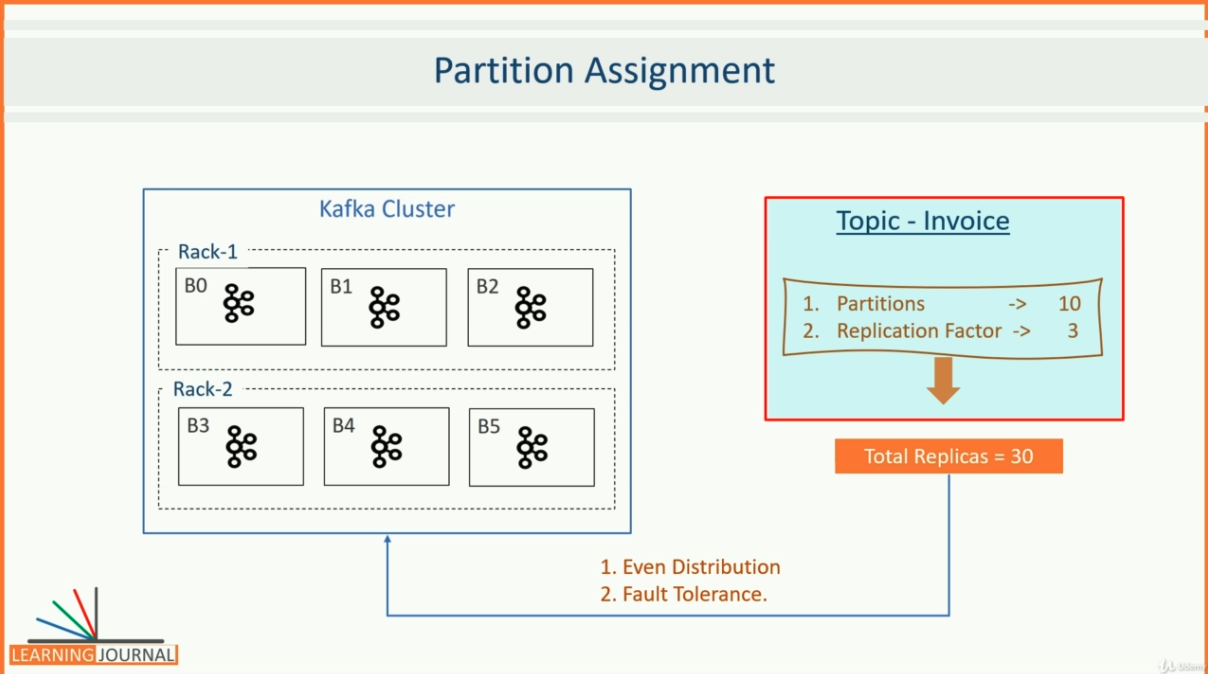 Partition Assignment
Kafka Cluster
Rack-1
B0
B1
B2
Rack-2
B3
B4
B5
Topic - Invoice
1. Partitions -> 10
2. Replication Factor -> 3
Total Replicas = 30
1. Even Distribution
2. Fault Tolerance.
LEARNING JOURNAL
Udemy